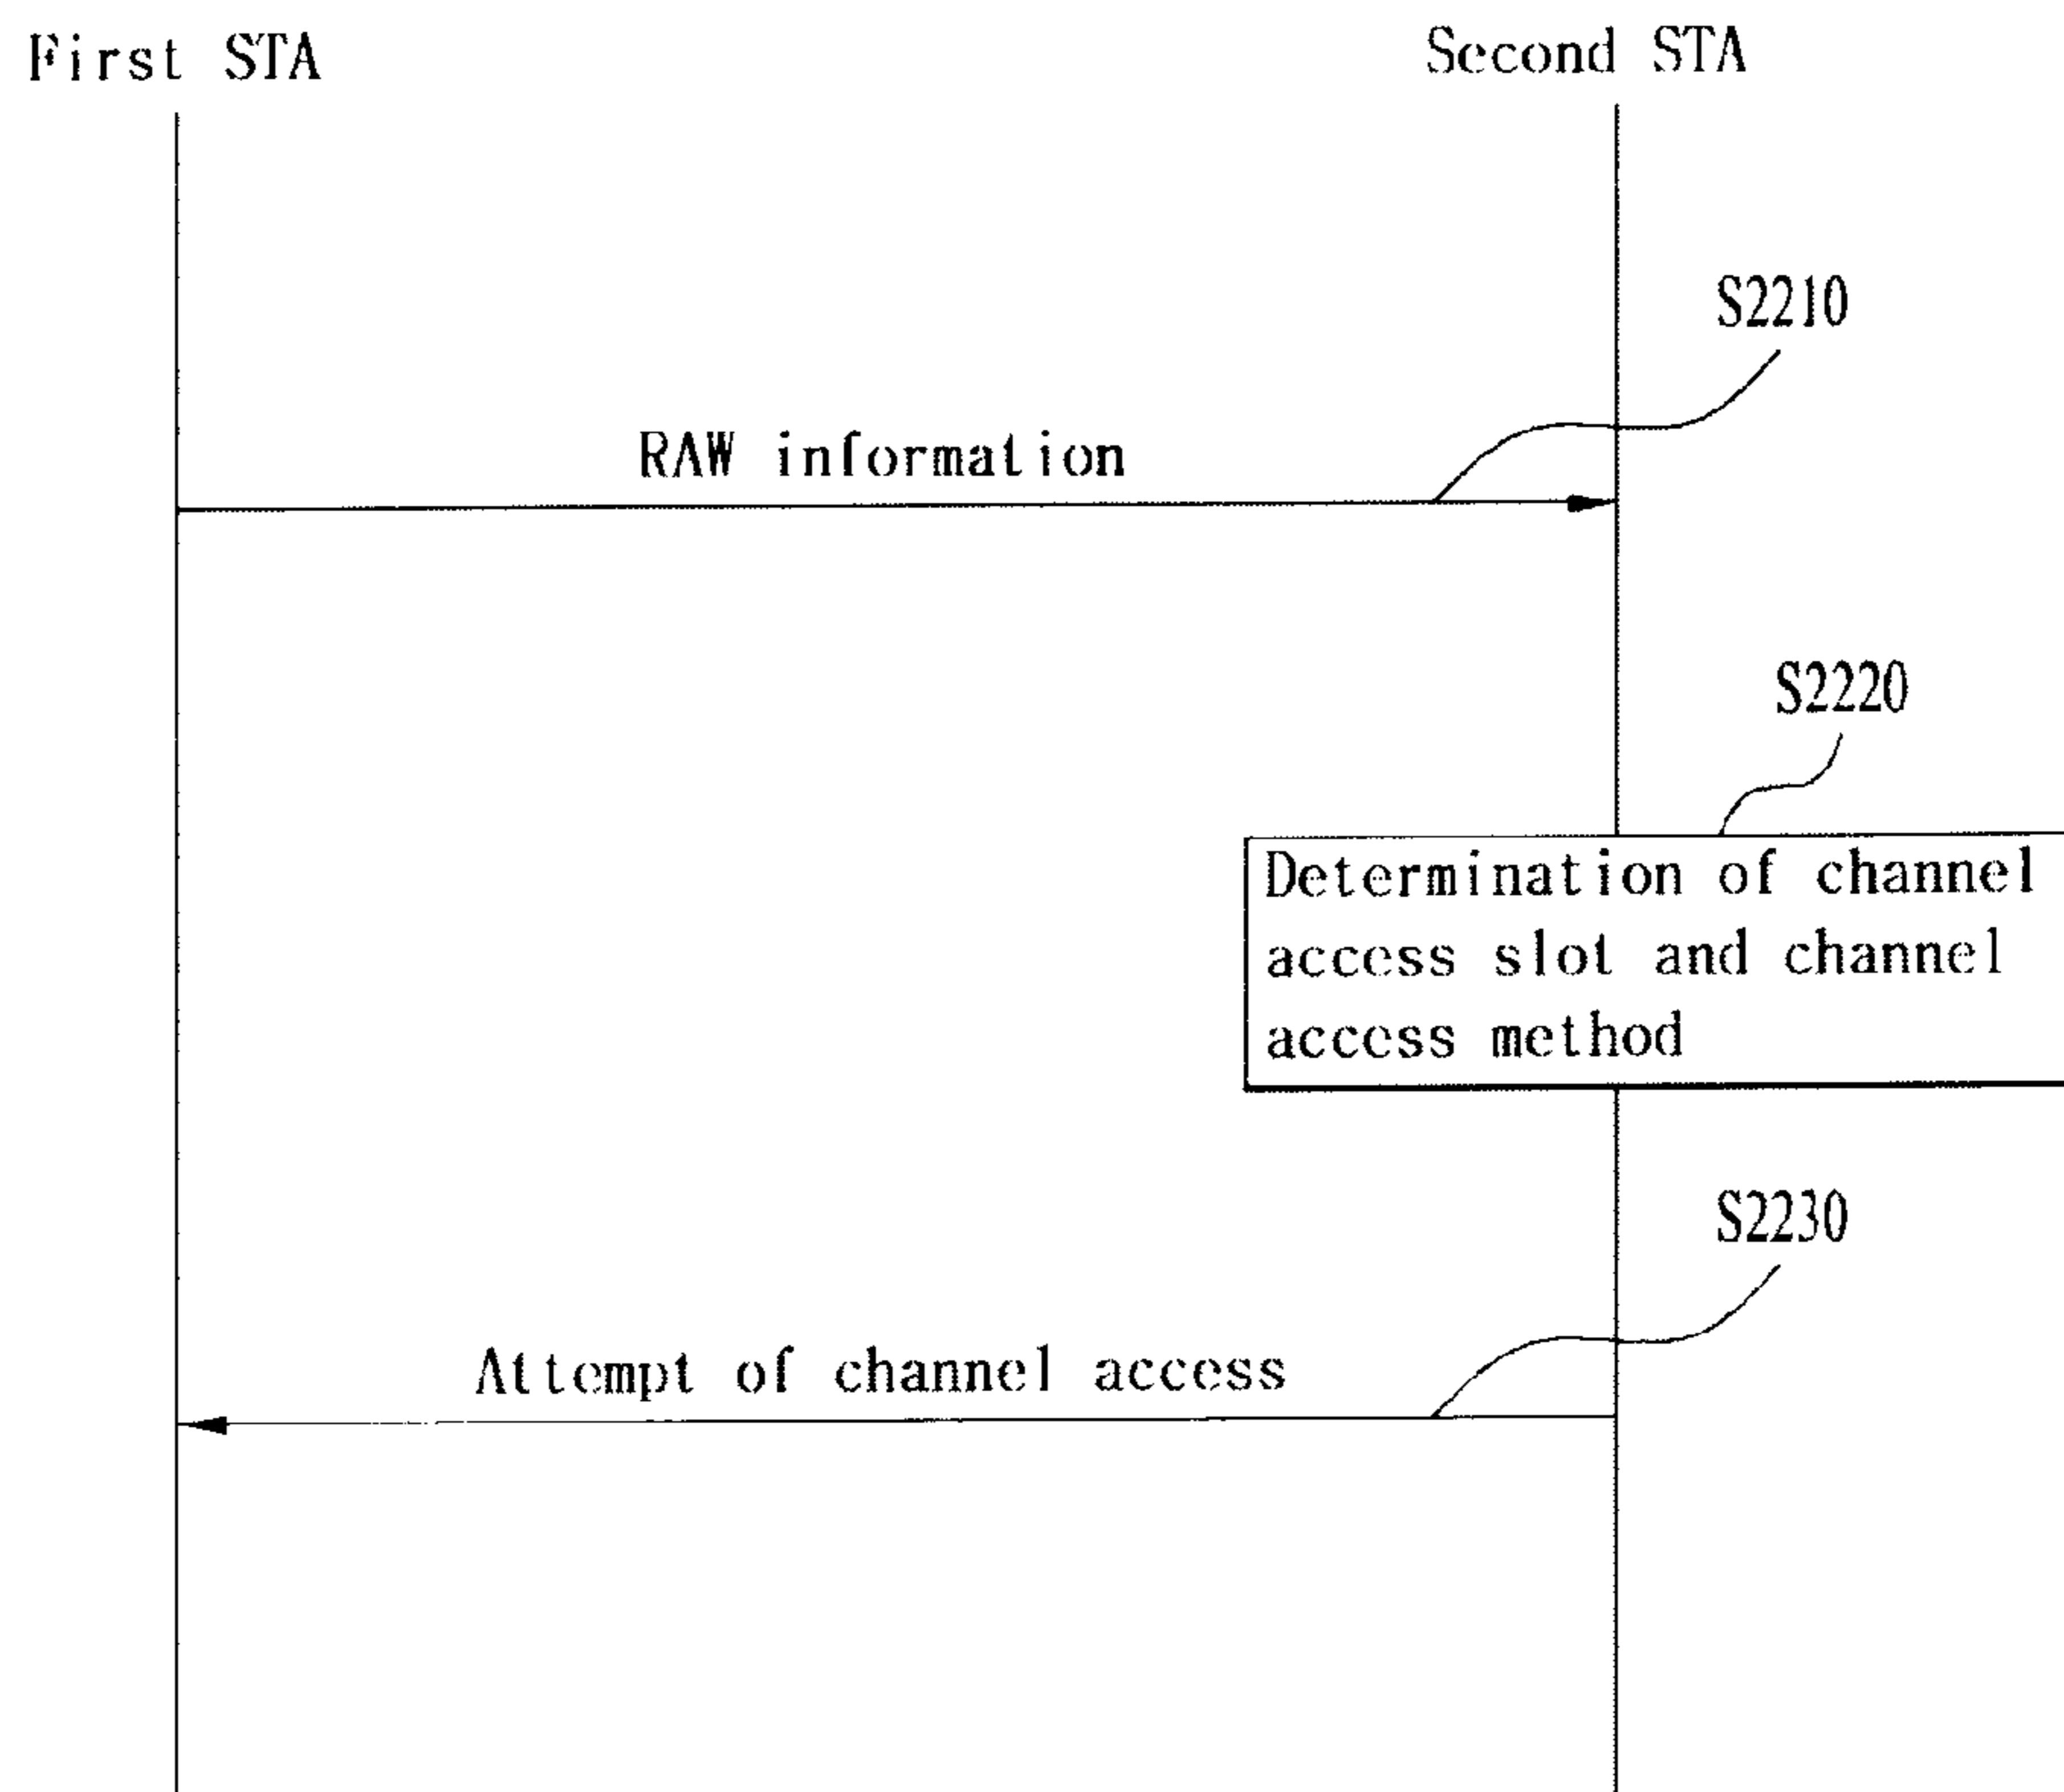 First STA
Second STA
S2210
RAW information
S2220
Determination of channel
access slot and channel
access method
S2230
Attempt of channel access